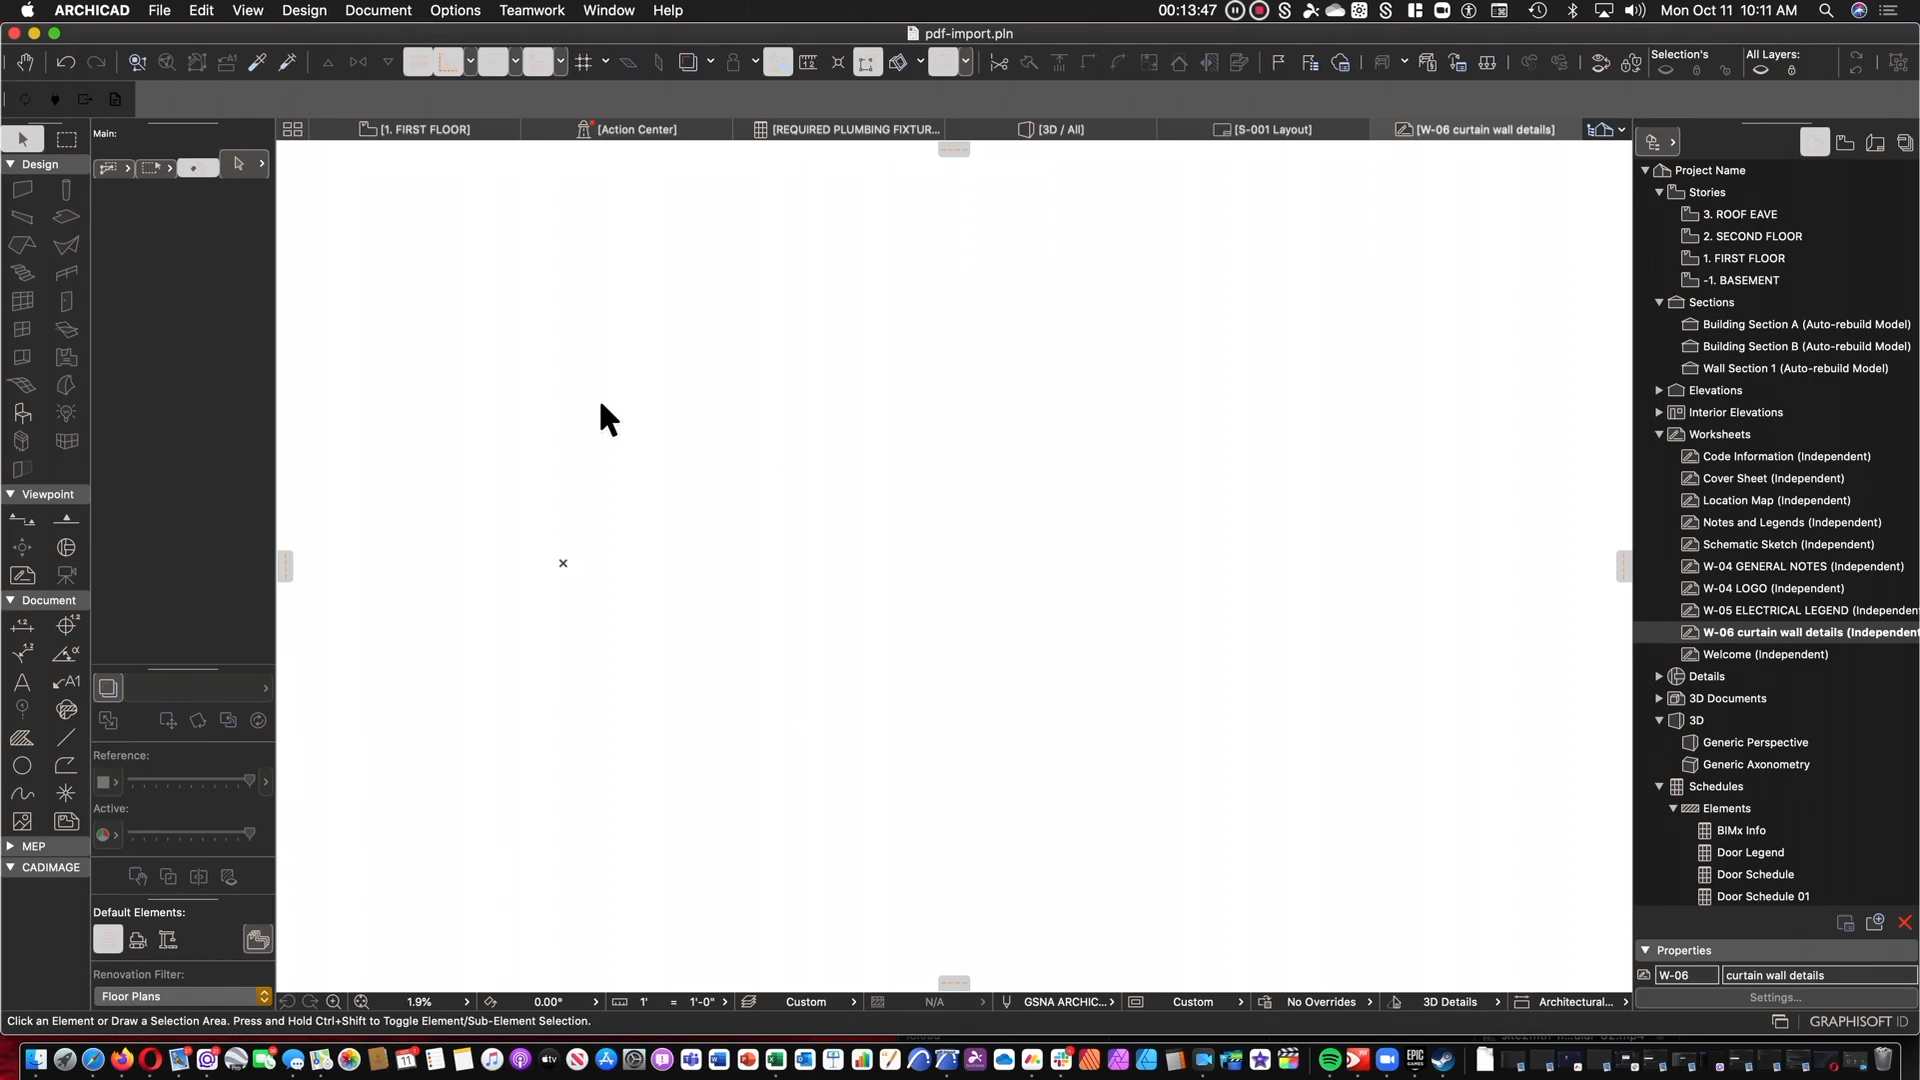 ARCHICAD File Edit View Design Document Options Teamwork Window Help 00:13:47 Mon Oct 11 10:11 AM
pdf-import.pln
Selection's
All Layers:
[1. FIRST FLOOR]
[Action Center]
[REQUIRED PLUMBING FIXTUR...
[3D / All]
[S-001 Layout]
[W-06 curtain wall details]
Main:
Design
Viewpoint
Document
MEP
CADIMAGE
Reference:
Active:
Default Elements:
Renovation Filter:
Floor Plans
Project Name
Stories
3. ROOF EAVE
2. SECOND FLOOR
1. FIRST FLOOR
-1. BASEMENT
Sections
Building Section A (Auto-rebuild Model)
Building Section B (Auto-rebuild Model)
Wall Section 1 (Auto-rebuild Model)
Elevations
Interior Elevations
Worksheets
Code Information (Independent)
Cover Sheet (Independent)
Location Map (Independent)
Notes and Legends (Independent)
Schematic Sketch (Independent)
W-04 GENERAL NOTES (Independent)
W-04 LOGO (Independent)
W-05 ELECTRICAL LEGEND (Independen
W-06 curtain wall details (Independent
Welcome (Independent)
Details
3D Documents
3D
Generic Perspective
Generic Axonometry
Schedules
Elements
BIMx Info
Door Legend
Door Schedule
Door Schedule 01
Properties
W-06 curtain wall details
Settings...
1.9% 0.00° 1' = 1'-0" Custom N/A GSNA ARCHIC... Custom No Overrides 3D Details Architectural...
Click an Element or Draw a Selection Area. Press and Hold Ctrl+Shift to Toggle Element/Sub-Element Selection.
GRAPHISOFT ID